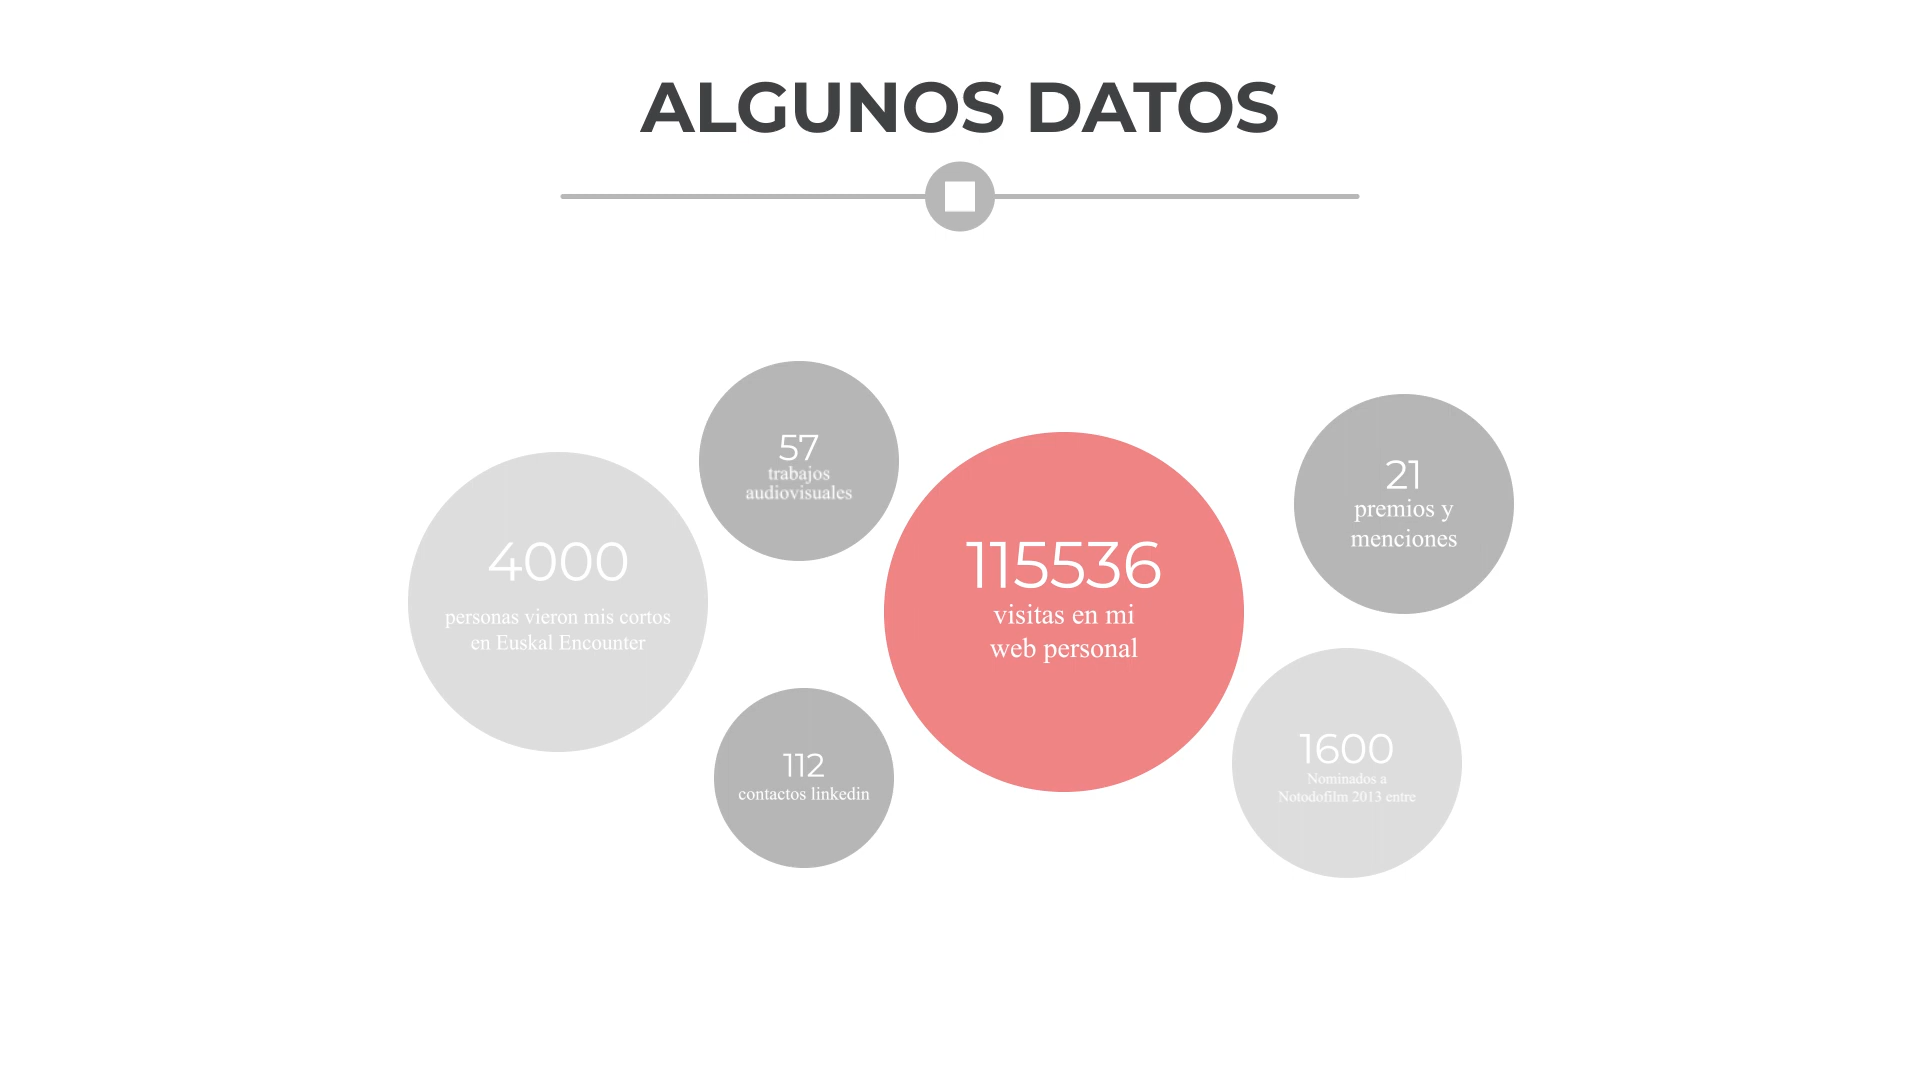 ALGUNOS DATOS
57
trabajos
audiovisuales
21
premios y
menciones
4000
personas vieron mis cortos
en Euskal Encounter
115536
visitas en mi
web personal
112
contactos linkedin
1600
Nominados a
Notodofilm 2013 entre